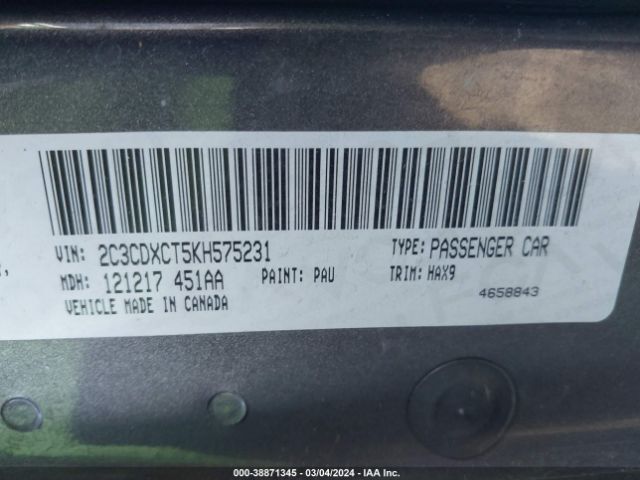 VIN: 2C3CDXCT5KH575231 TYPE: PASSENGER CAR
MDH: 121217 451AA PAINT: PAU TRIM: HAX9
VEHICLE MADE IN CANADA 4658843
000-38871345 — 03/04/2024 — IAA Inc.